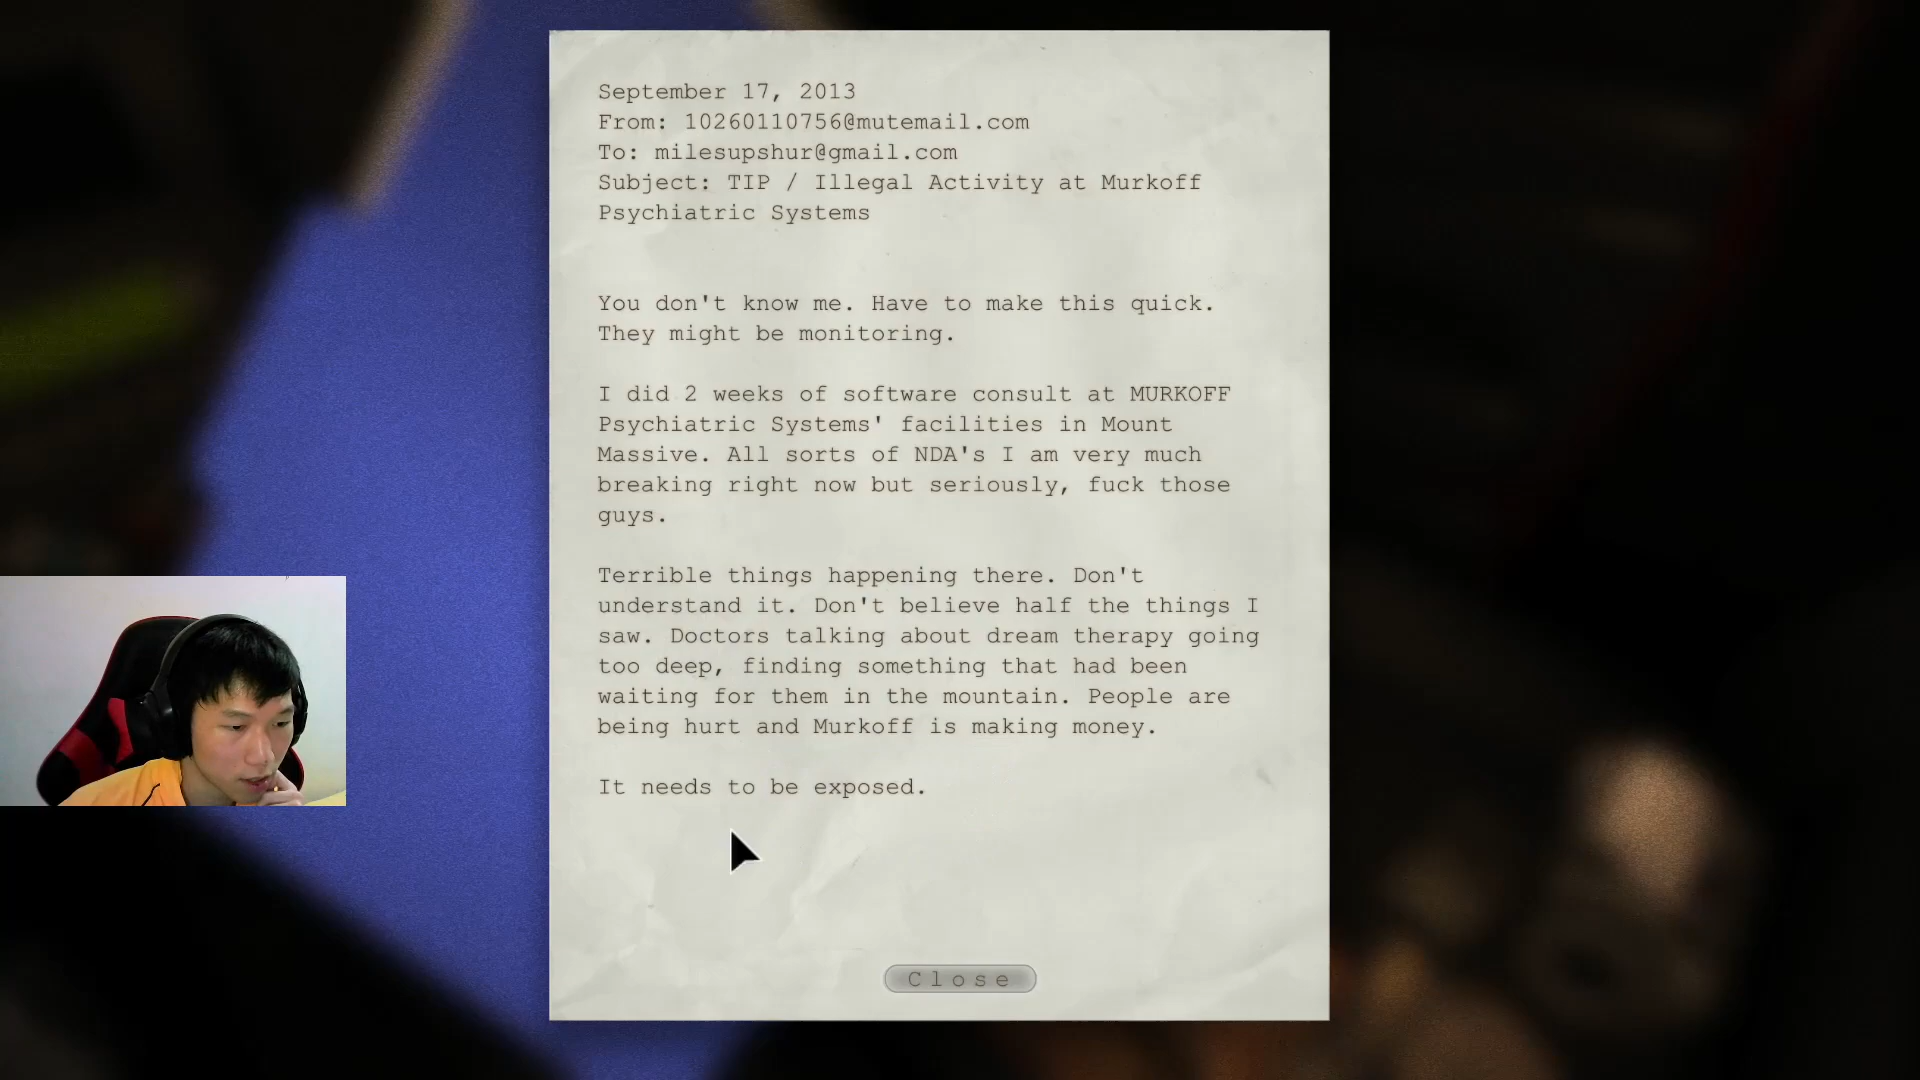 September 17, 2013
From: 10260110756@mutemail.com
To: milesupshur@gmail.com
Subject: TIP / Illegal Activity at Murkoff
Psychiatric Systems
You don't know me. Have to make this quick.
They might be monitoring.
I did 2 weeks of software consult at MURKOFF
Psychiatric Systems' facilities in Mount
Massive. All sorts of NDA's I am very much
breaking right now but seriously, fuck those
guys.
Terrible things happening there. Don't
understand it. Don't believe half the things I
saw. Doctors talking about dream therapy going
too deep, finding something that had been
waiting for them in the mountain. People are
being hurt and Murkoff is making money.
It needs to be exposed.
Close